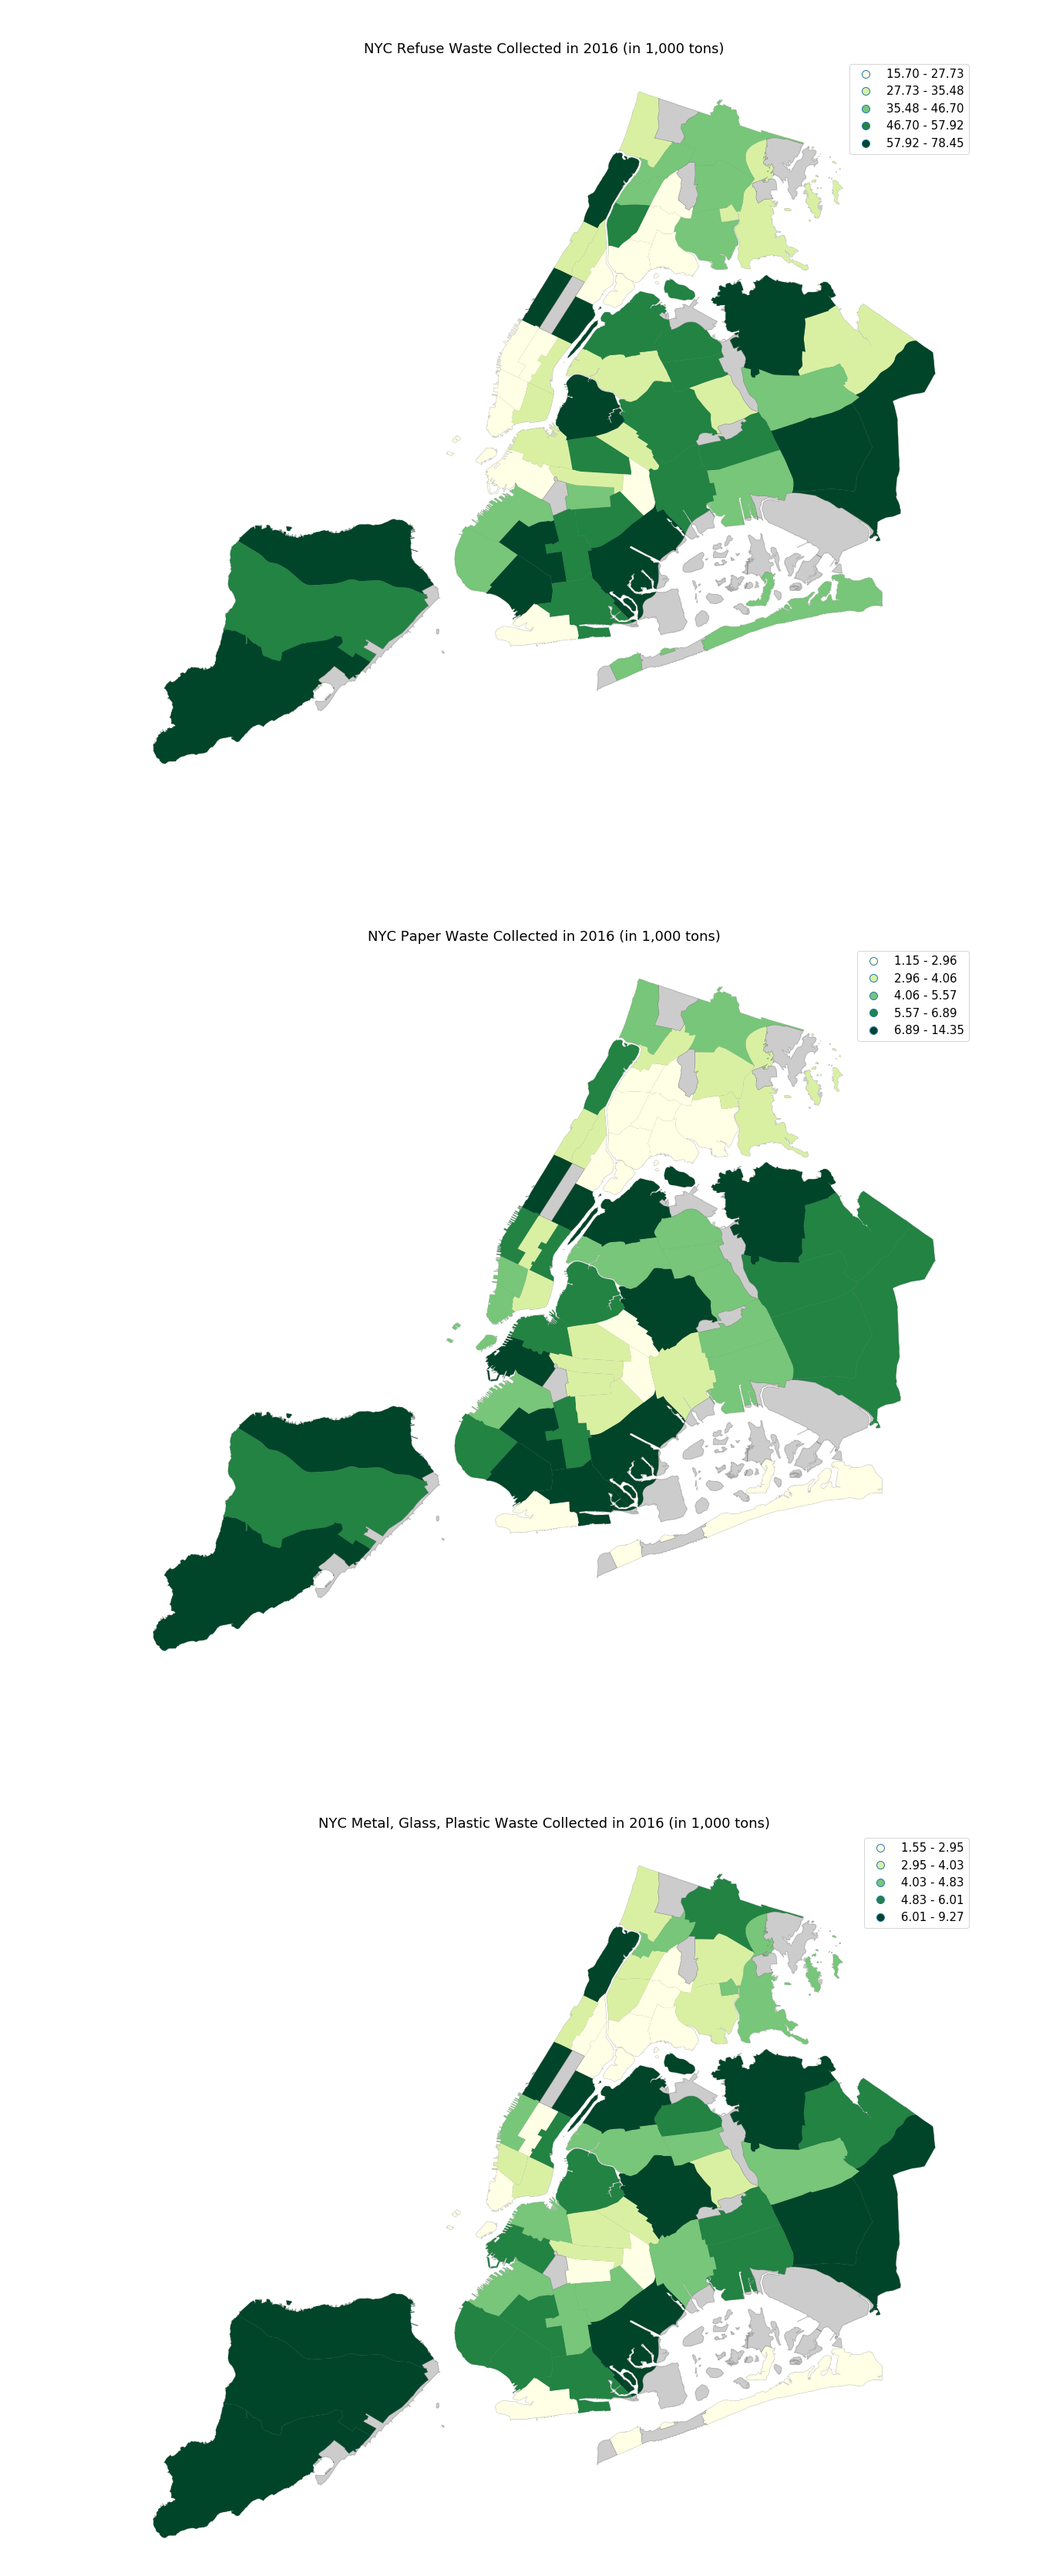 NYC Refuse Waste Collected in 2016 (in 1,000 tons)
15.70 - 27.73
27.73 - 35.48
35.48 - 46.70
46.70 - 57.92
57.92 - 78.45
NYC Paper Waste Collected in 2016 (in 1,000 tons)
1.15 - 2.96
2.96 - 4.06
4.06 - 5.57
5.57 - 6.89
6.89 - 14.35
NYC Metal, Glass, Plastic Waste Collected in 2016 (in 1,000 tons)
1.55 - 2.95
2.95 - 4.03
4.03 - 4.83
4.83 - 6.01
6.01 - 9.27